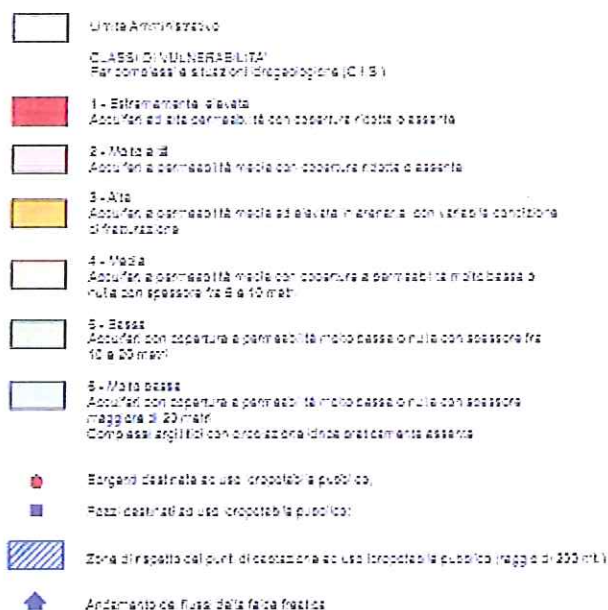 Limite Amministrativo
CLASSI DI VULNERABILITA'
Per complessi e situazioni idrogeologiche (C.I.S.)
1 - Estremamente elevata
Acquiferi ad alta permeabilità con copertura ridotta o assente
2 - Molto alta
Acquiferi a permeabilità media con copertura ridotta o assente
3 - Alta
Acquiferi a permeabilità media ed elevata in arenaria, con variabile condizione
di fratturazione
4 - Media
Acquiferi a permeabilità media con copertura a permeabilità molto bassa o
nulla con spessore fra 5 e 10 metri
5 - Bassa
Acquiferi con copertura a permeabilità molto bassa o nulla con spessore fra
10 e 20 metri
6 - Molto bassa
Acquiferi con copertura a permeabilità molto bassa o nulla con spessore
maggiore di 20 metri
Complessi argillitici con circolazione idrica praticamente assente
Sorgenti destinate ad uso idropotabile pubblico;
Pozzi destinati ad uso idropotabile pubblico;
Zone di rispetto dei punti di captazione ad uso idropotabile pubblico (raggio di 200 mt.)
Andamento dei flussi della falda freatica